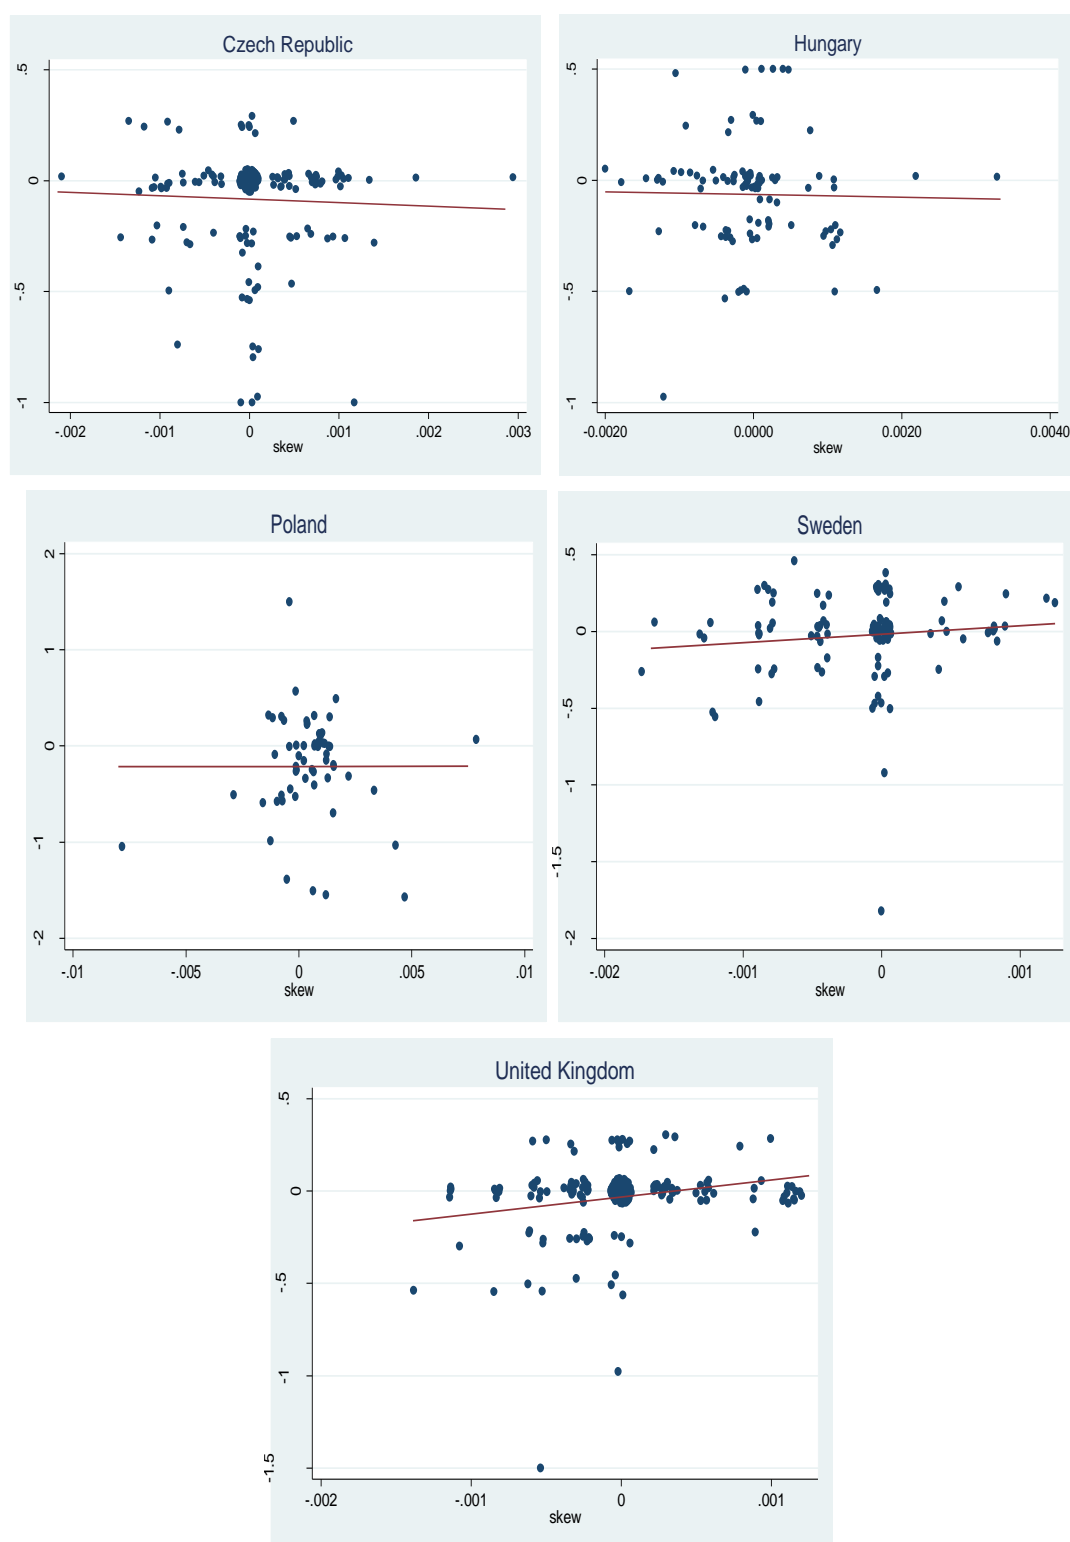 Czech Republic
.5
0
-.5
-1
-.002 -.001 0 .001 .002 .003
skew
Hungary
.5
0
-.5
-1
-0.0020 0.0000 0.0020 0.0040
skew
Poland
2
1
0
-1
-2
-.01 -.005 0 .005 .01
skew
Sweden
.5
0
-.5
-1
-1.5
-2
-.002 -.001 0 .001
skew
United Kingdom
.5
0
-.5
-1
-1.5
-.002 -.001 0 .001
skew